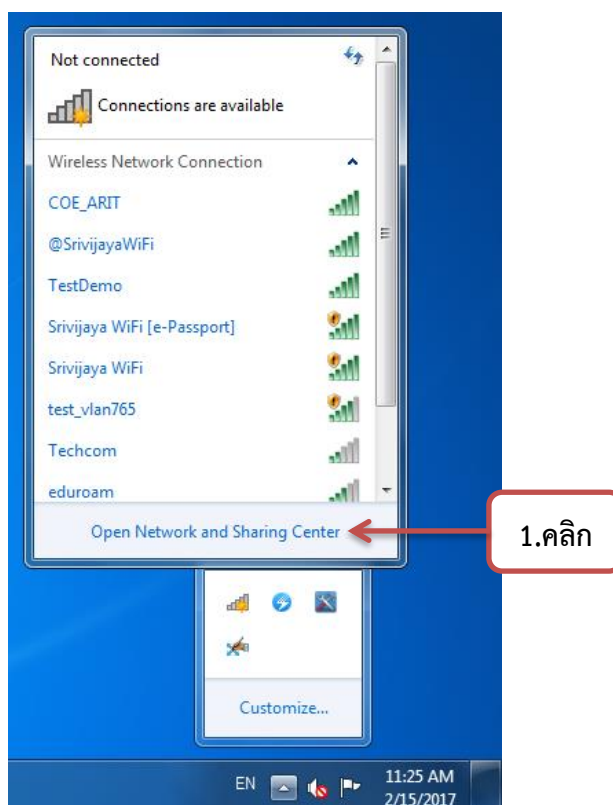 Not connected
Connections are available
Wireless Network Connection
COE_ARIT
@SrivijayaWiFi
TestDemo
Srivijaya WiFi [e-Passport]
Srivijaya WiFi
test_vlan765
Techcom
eduroam
Open Network and Sharing Center
1.คลิก
Customize...
EN
11:25 AM
2/15/2017